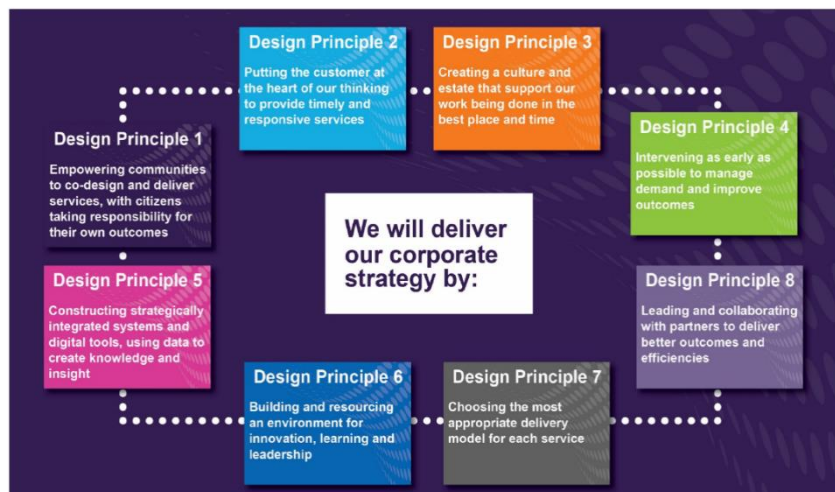 Design Principle 1
Empowering communities
to co-design and deliver
services, with citizens
taking responsibility for
their own outcomes
Design Principle 2
Putting the customer at
the heart of our thinking
to provide timely and
responsive services
Design Principle 3
Creating a culture and
estate that support our
work being done in the
best place and time
Design Principle 4
Intervening as early as
possible to manage
demand and improve
outcomes
We will deliver
our corporate
strategy by:
Design Principle 5
Constructing strategically
integrated systems and
digital tools, using data to
create knowledge and
insight
Design Principle 6
Building and resourcing
an environment for
innovation, learning and
leadership
Design Principle 7
Choosing the most
appropriate delivery
model for each service
Design Principle 8
Leading and collaborating
with partners to deliver
better outcomes and
efficiencies